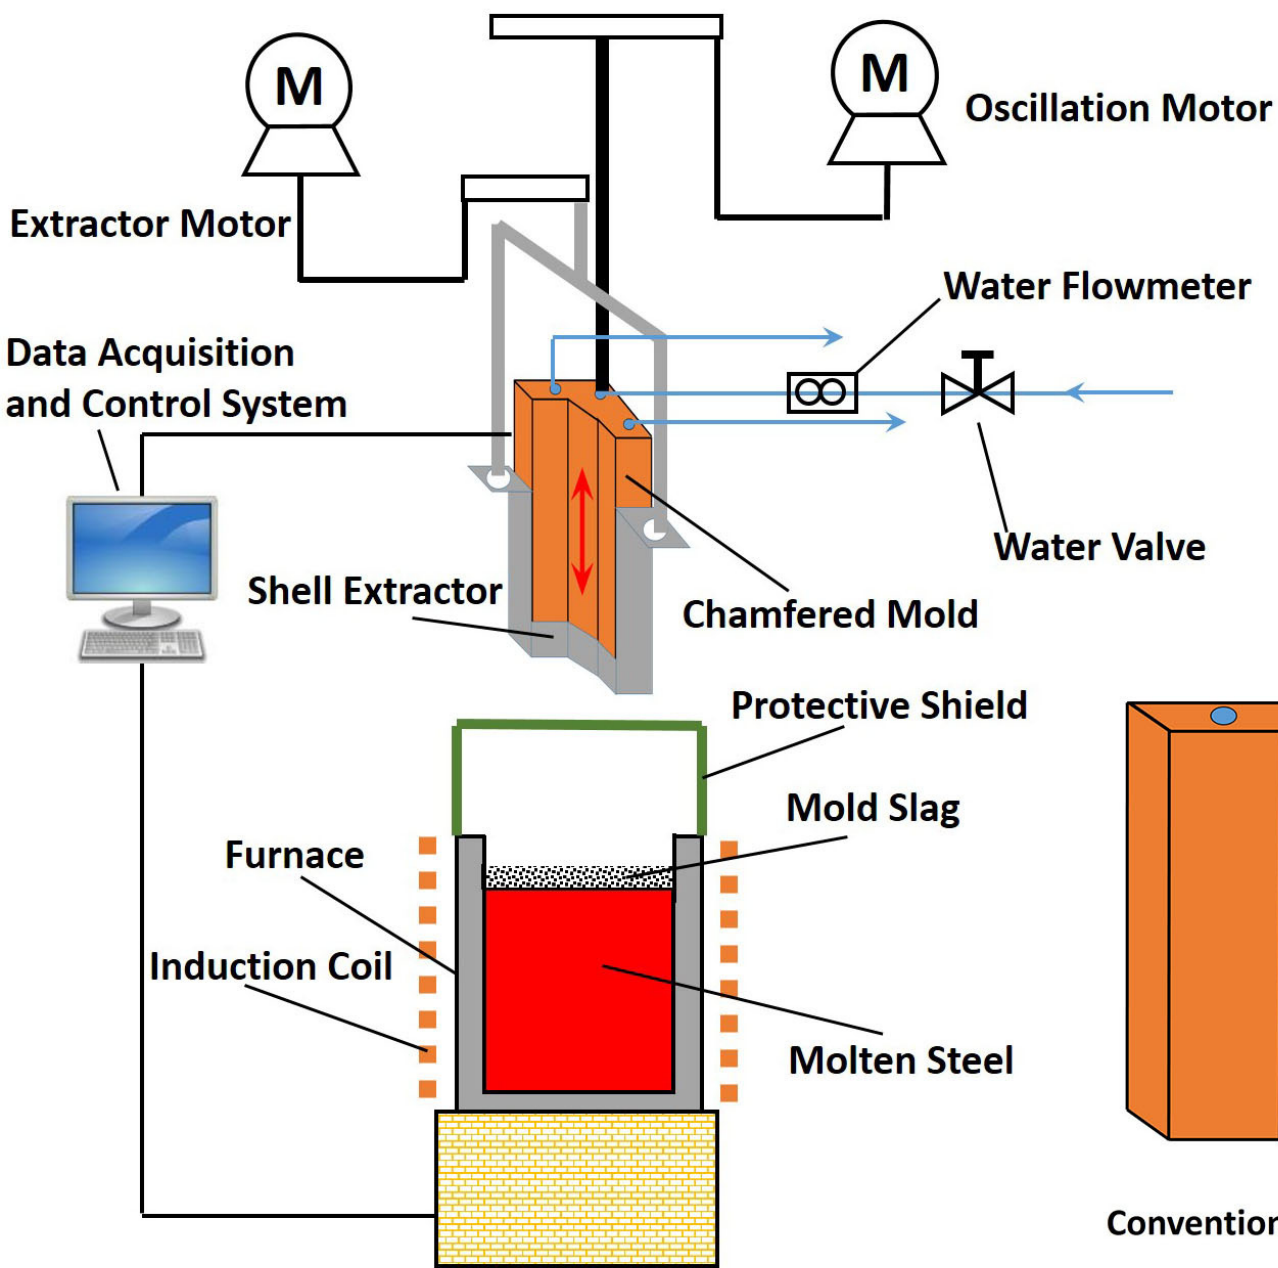 M
M
Oscillation Motor
Extractor Motor
Water Flowmeter
Data Acquisition
and Control System
Water Valve
Shell Extractor
Chamfered Mold
Protective Shield
Mold Slag
Furnace
Induction Coil
Molten Steel
Convention